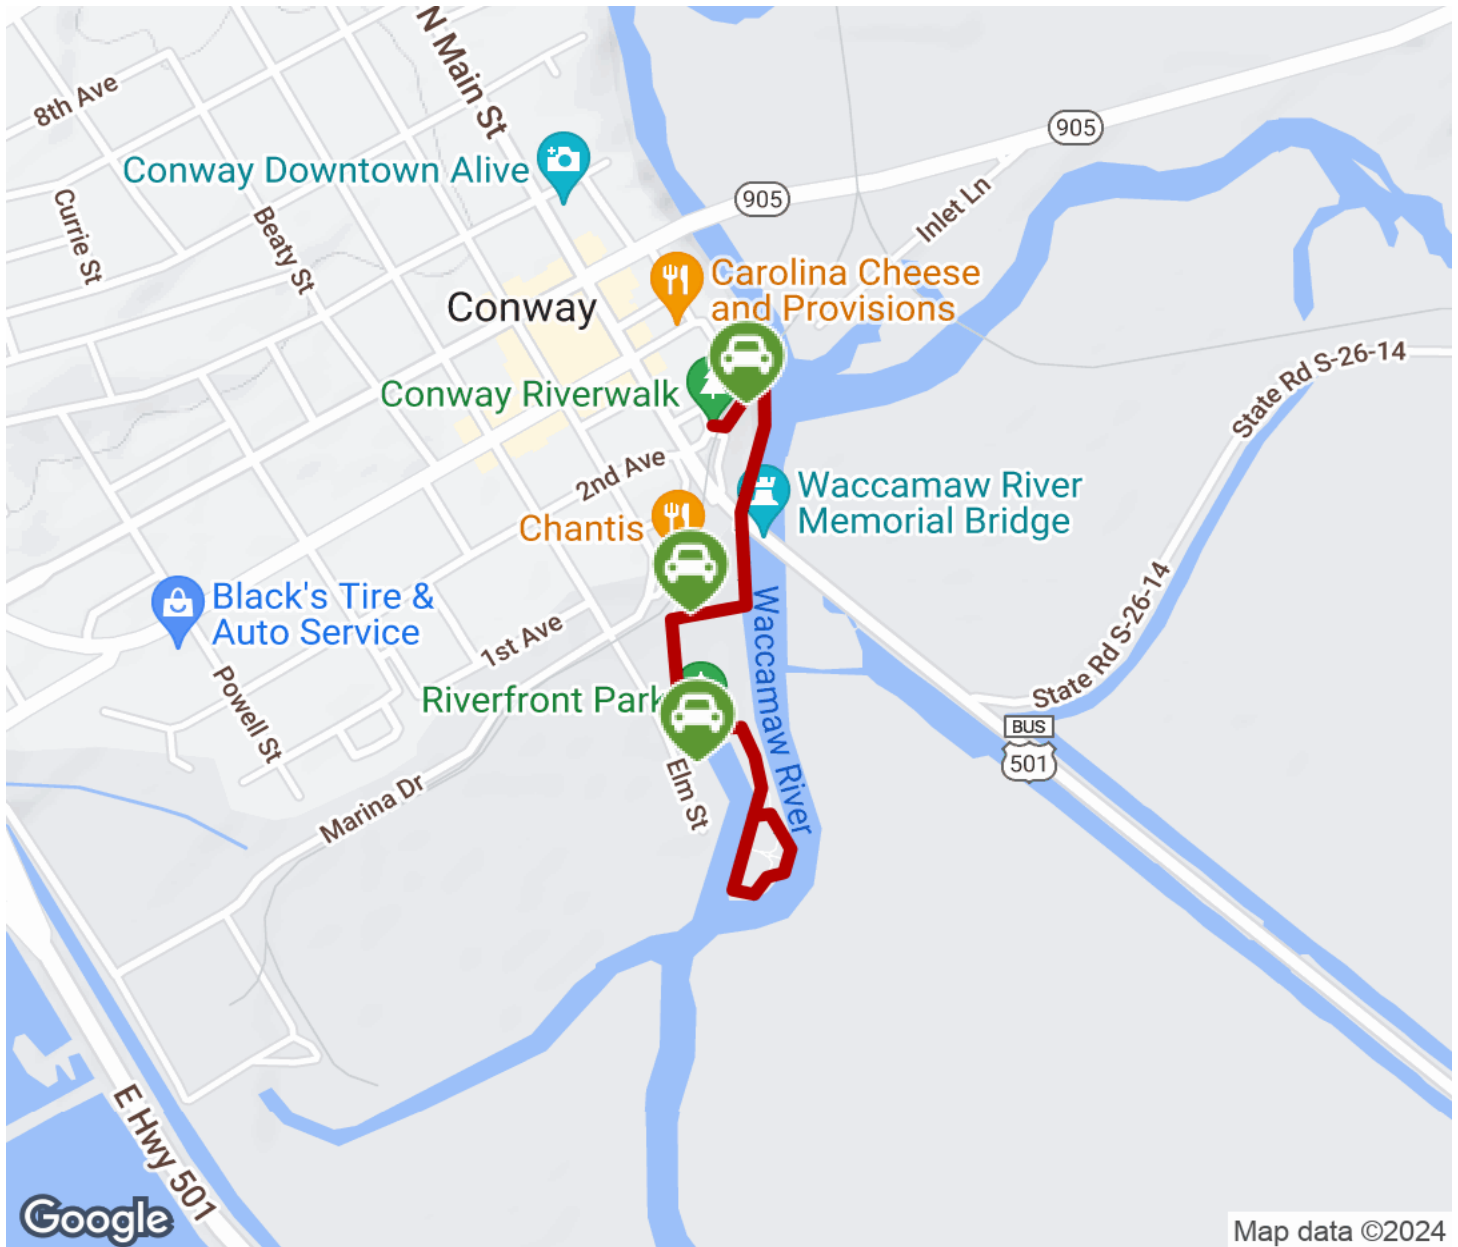 N Main St
8th Ave
905
Conway Downtown Alive
905
Currie St
Beaty St
Inlet Ln
Carolina Cheese
and Provisions
Conway
State Rd S-26-14
Conway Riverwalk
2nd Ave
Waccamaw River
Memorial Bridge
Chantis
Black's Tire &
Auto Service
1st Ave
Waccamaw River
State Rd S-26-14
Powell St
Riverfront Park
BUS
501
Elm St
Marina Dr
E Hwy 501
Google
Map data ©2024